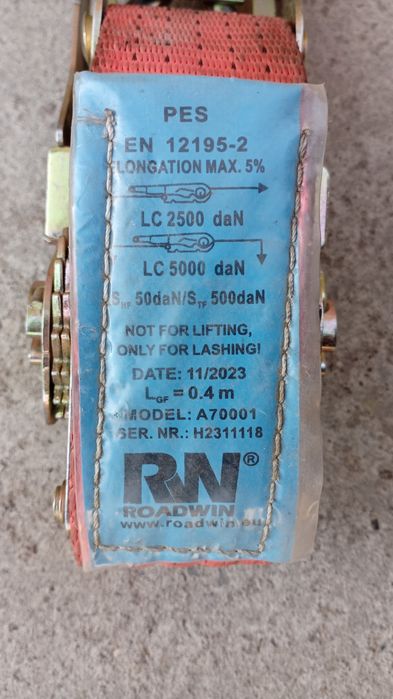 PES
EN 12195-2
ELONGATION MAX. 5%
LC 2500 daN
LC 5000 daN
SHF 50daN/STF 500daN
NOT FOR LIFTING,
ONLY FOR LASHING!
DATE: 11/2023
LGF = 0.4 m
MODEL: A70001
SER. NR.: H2311118
RW®
ROADWIN
www.roadwin.eu